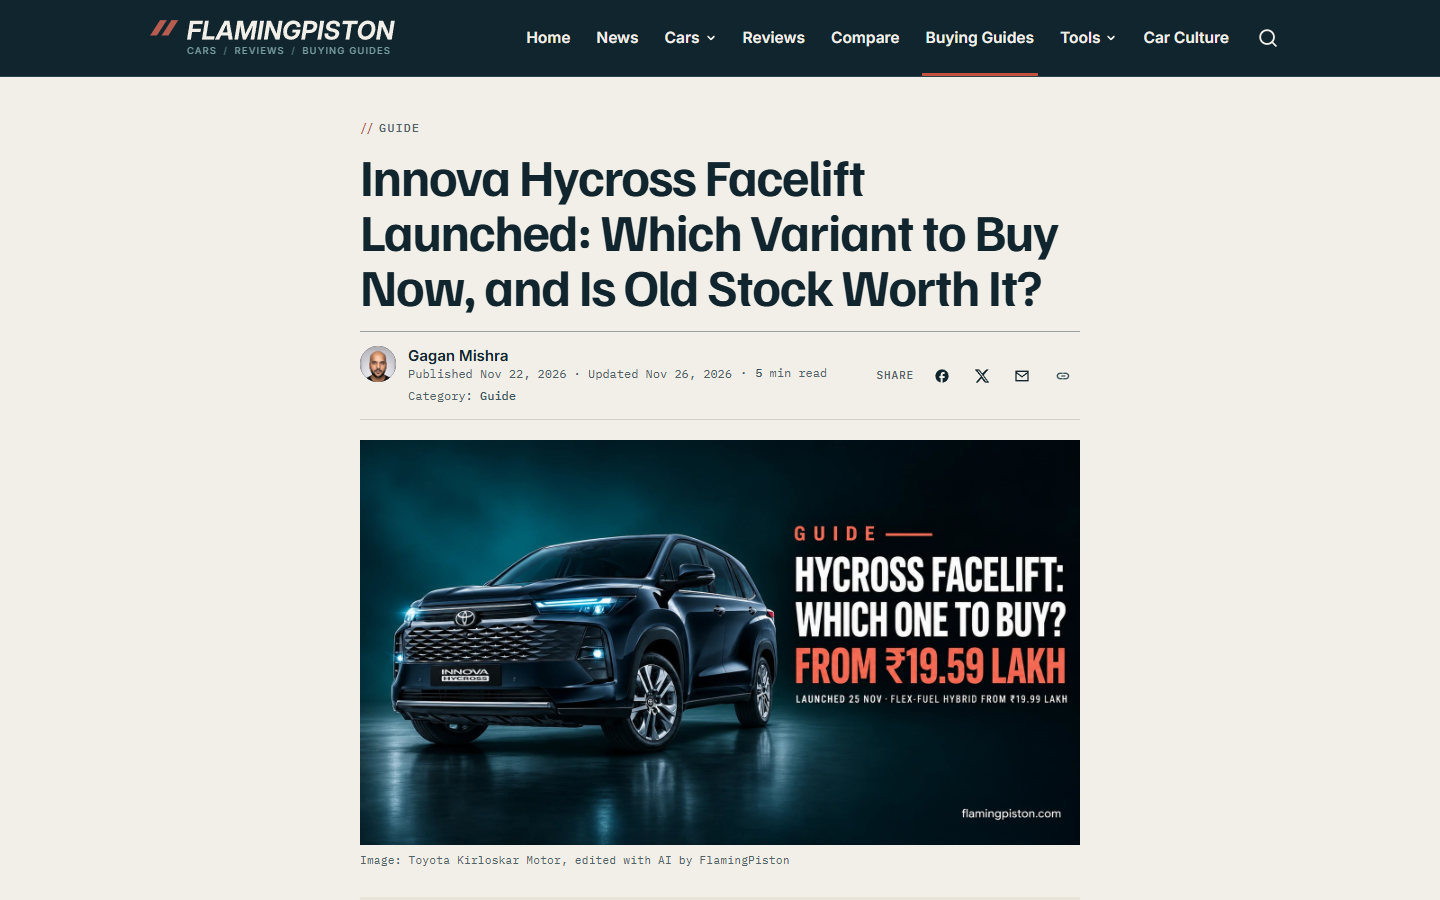 FLAMINGPISTON
CARS / REVIEWS / BUYING GUIDES
Home News Cars Reviews Compare Buying Guides Tools Car Culture
// GUIDE
Innova Hycross Facelift
Launched: Which Variant to Buy
Now, and Is Old Stock Worth It?
Gagan Mishra
Published Nov 22, 2026 · Updated Nov 26, 2026 · 5 min read
Category: Guide
SHARE
GUIDE
HYCROSS FACELIFT:
WHICH ONE TO BUY?
FROM ₹19.59 LAKH
LAUNCHED 25 NOV · FLEX-FUEL HYBRID FROM ₹19.99 LAKH
INNOVA
HYCROSS
flamingpiston.com
Image: Toyota Kirloskar Motor, edited with AI by FlamingPiston